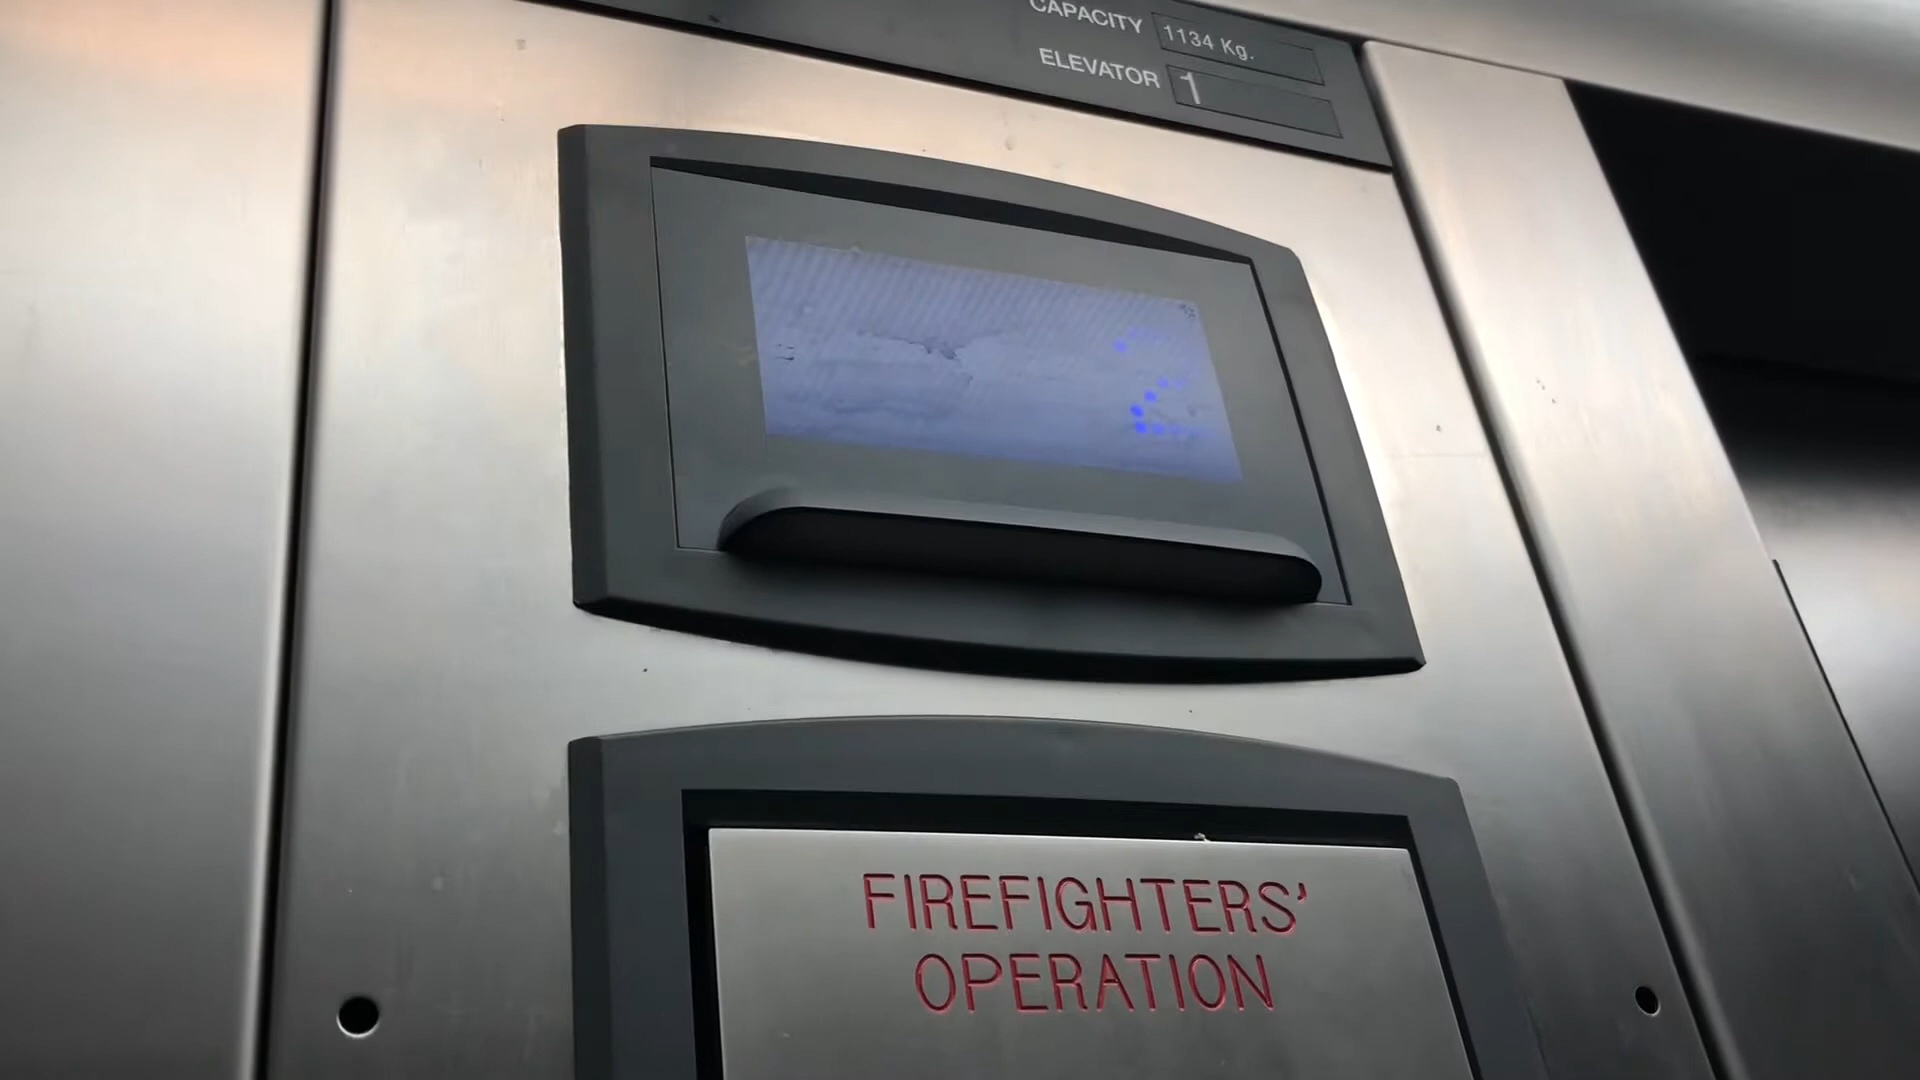 CAPACITY 1134 Kg.
ELEVATOR 1
FIREFIGHTERS'
OPERATION